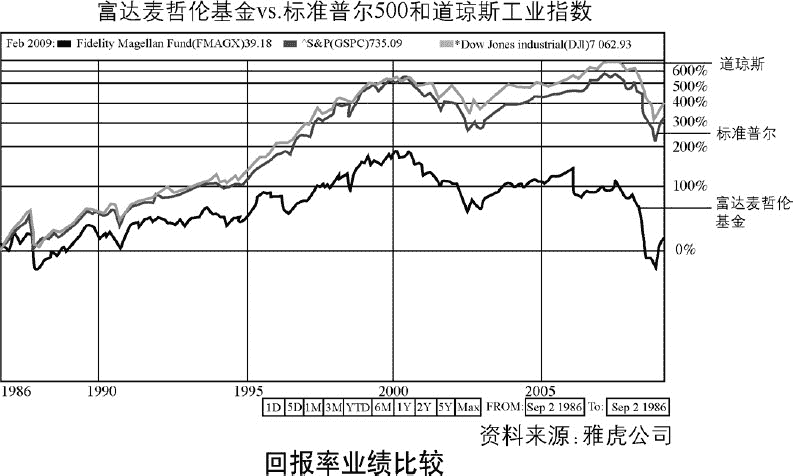 富达麦哲伦基金vs.标准普尔500和道琼斯工业指数
Feb 2009: Fidelity Magellan Fund(FMAGX)39.18 ^S&P(GSPC)735.09 *Dow Jones industrial(DJI)7 062.93
道琼斯
600%
500%
400%
300%
标准普尔
200%
100%
富达麦哲伦
基金
0%
1986 1990 1995 2000 2005
1D 5D 1M 3M YTD 6M 1Y 2Y 5Y Max FROM: Sep 2 1986 To: Sep 2 1986
资料来源:雅虎公司
回报率业绩比较